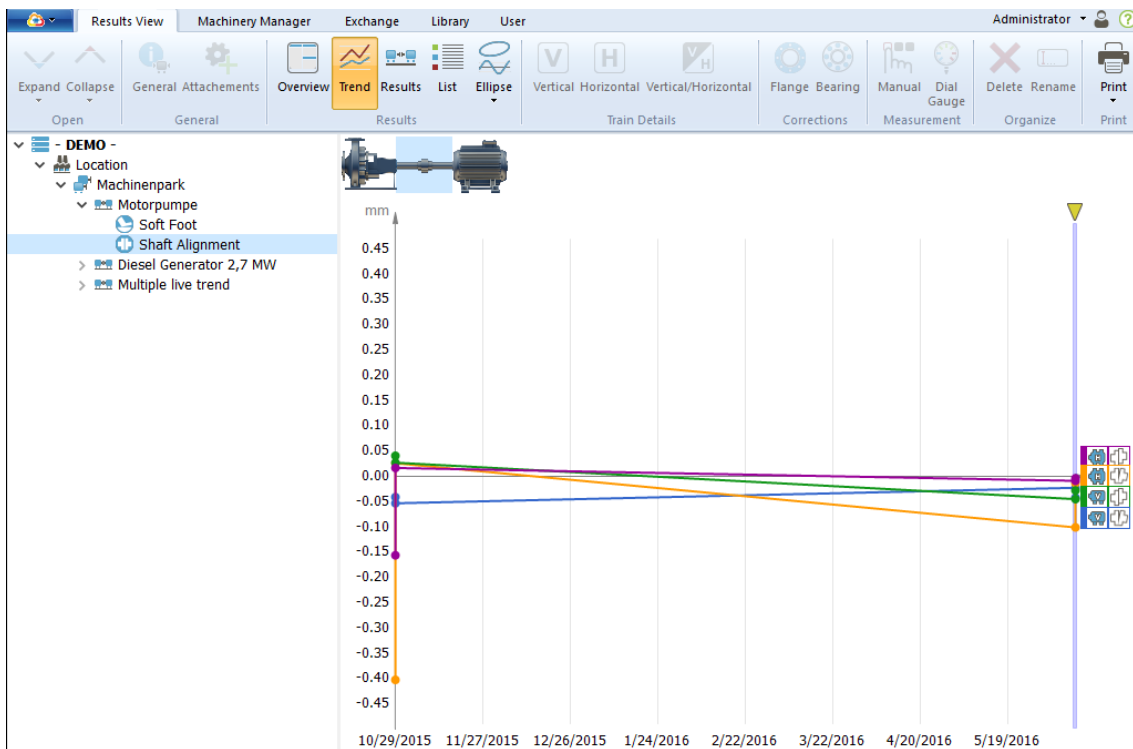 Results View Machinery Manager Exchange Library User Administrator
Expand Collapse General Attachements Overview Trend Results List Ellipse Vertical Horizontal Vertical/Horizontal Flange Bearing Manual Dial Gauge Delete Rename Print
Open General Results Train Details Corrections Measurement Organize Print
- DEMO -
Location
Machinenpark
Motorpumpe
Soft Foot
Shaft Alignment
Diesel Generator 2,7 MW
Multiple live trend
mm
0.45
0.40
0.35
0.30
0.25
0.20
0.15
0.10
0.05
0.00
-0.05
-0.10
-0.15
-0.20
-0.25
-0.30
-0.35
-0.40
-0.45
10/29/2015 11/27/2015 12/26/2015 1/24/2016 2/22/2016 3/22/2016 4/20/2016 5/19/2016